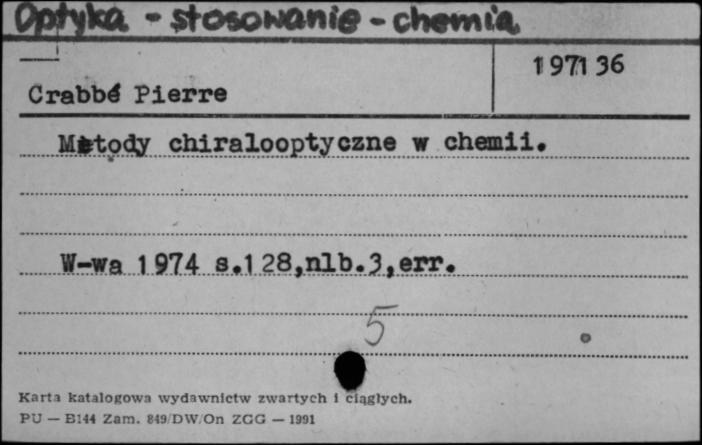 Optyka - stosowanie - chemia
197136
Crabbé Pierre
Metody chiralooptyczne w chemii.
W-wa 1974 s.128,nlb.3,err.
5
Karta katalogowa wydawnictw zwartych i ciągłych.
PU — E144 Zam. 849/DW/On ZGG — 1991